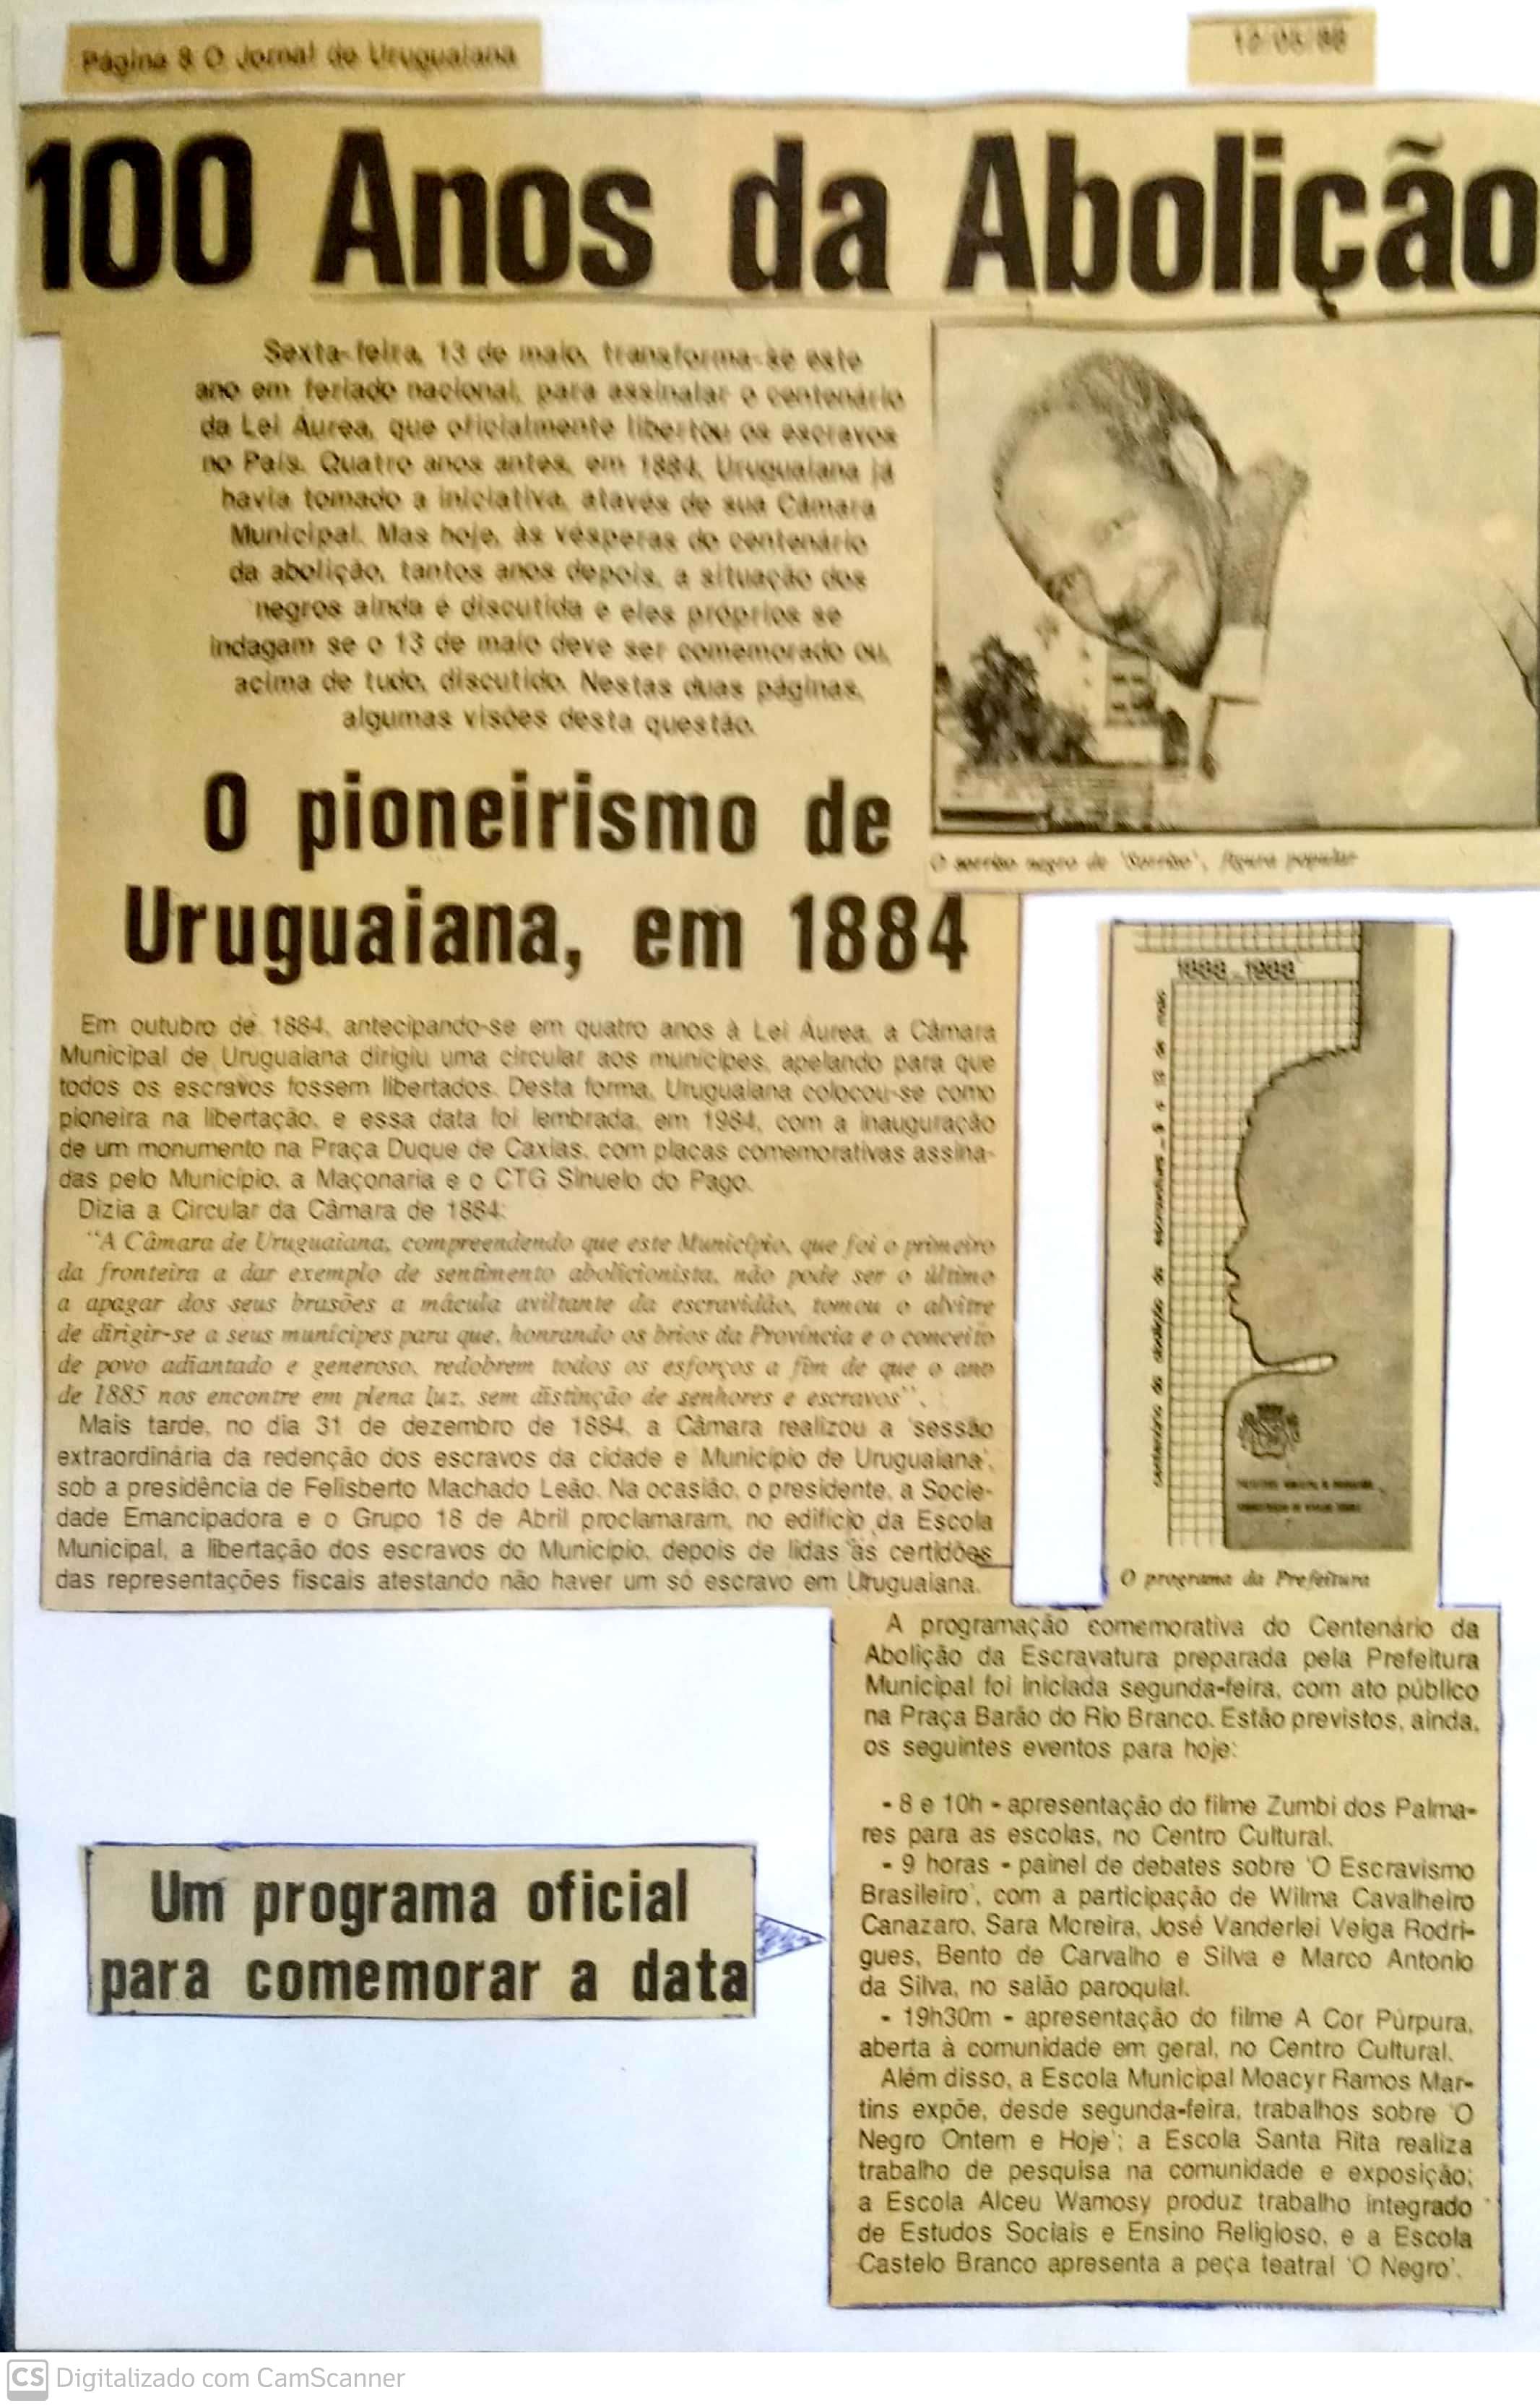 Página 8 O Jornal de Uruguaiana
100 Anos da Abolição
Sexta-feira, 13 de maio, transforma-se este
ano em feriado nacional, para assinalar o centenário
da Lei Áurea, que oficialmente libertou os escravos
no País. Quatro anos antes, em 1884, Uruguaiana já
havia tomado a iniciativa, atavés de sua Câmara
Municipal. Mas hoje, às vésperas do centenário
da abolição, tantos anos depois, a situação dos
negros ainda é discutida e eles próprios se
indagam se o 13 de maio deve ser comemorado ou,
acima de tudo, discutido. Nestas duas páginas,
algumas visões desta questão.
O sorriso negro de 'Sorriso', figura popular
O pioneirismo de
Uruguaiana, em 1884
Em outubro de 1884, antecipando-se em quatro anos à Lei Áurea, a Câmara
Municipal de Uruguaiana dirigiu uma circular aos munícipes, apelando para que
todos os escravos fossem libertados. Desta forma, Uruguaiana colocou-se como
pioneira na libertação, e essa data foi lembrada, em 1984, com a inauguração
de um monumento na Praça Duque de Caxias, com placas comemorativas assina-
das pelo Município, a Maçonaria e o CTG Sinuelo do Pago.
Dizia a Circular da Câmara de 1884:
"A Câmara de Uruguaiana, compreendendo que este Município, que foi o primeiro
da fronteira a dar exemplo de sentimento abolicionista, não pode ser o último
a apagar dos seus brasões a mácula aviltante da escravidão, tomou o alvitre
de dirigir-se a seus munícipes para que, honrando os brios da Província e o conceito
de povo adiantado e generoso, redobrem todos os esforços a fim de que o ano
de 1885 nos encontre em plena luz, sem distinção de senhores e escravos".
Mais tarde, no dia 31 de dezembro de 1884, a Câmara realizou a 'sessão
extraordinária da redenção dos escravos da cidade e Município de Uruguaiana',
sob a presidência de Felisberto Machado Leão. Na ocasião, o presidente, a Socie-
dade Emancipadora e o Grupo 18 de Abril proclamaram, no edifício da Escola
Municipal, a libertação dos escravos do Município, depois de lidas as certidões
das representações fiscais atestando não haver um só escravo em Uruguaiana.
1888-1988
centenário da abolição da escravatura 13 de maio
O programa da Prefeitura
Um programa oficial
para comemorar a data
A programação comemorativa do Centenário da
Abolição da Escravatura preparada pela Prefeitura
Municipal foi iniciada segunda-feira, com ato público
na Praça Barão do Rio Branco. Estão previstos, ainda,
os seguintes eventos para hoje:
- 8 e 10h - apresentação do filme Zumbi dos Palma-
res para as escolas, no Centro Cultural.
- 9 horas - painel de debates sobre 'O Escravismo
Brasileiro', com a participação de Wilma Cavalheiro
Canazaro, Sara Moreira, José Vanderlei Veiga Rodri-
gues, Bento de Carvalho e Silva e Marco Antonio
da Silva, no salão paroquial.
- 19h30m - apresentação do filme A Cor Púrpura,
aberta à comunidade em geral, no Centro Cultural.
Além disso, a Escola Municipal Moacyr Ramos Mar-
tins expõe, desde segunda-feira, trabalhos sobre 'O
Negro Ontem e Hoje'; a Escola Santa Rita realiza
trabalho de pesquisa na comunidade e exposição;
a Escola Alceu Wamosy produz trabalho integrado
de Estudos Sociais e Ensino Religioso, e a Escola
Castelo Branco apresenta a peça teatral 'O Negro'.
CS Digitalizado com CamScanner